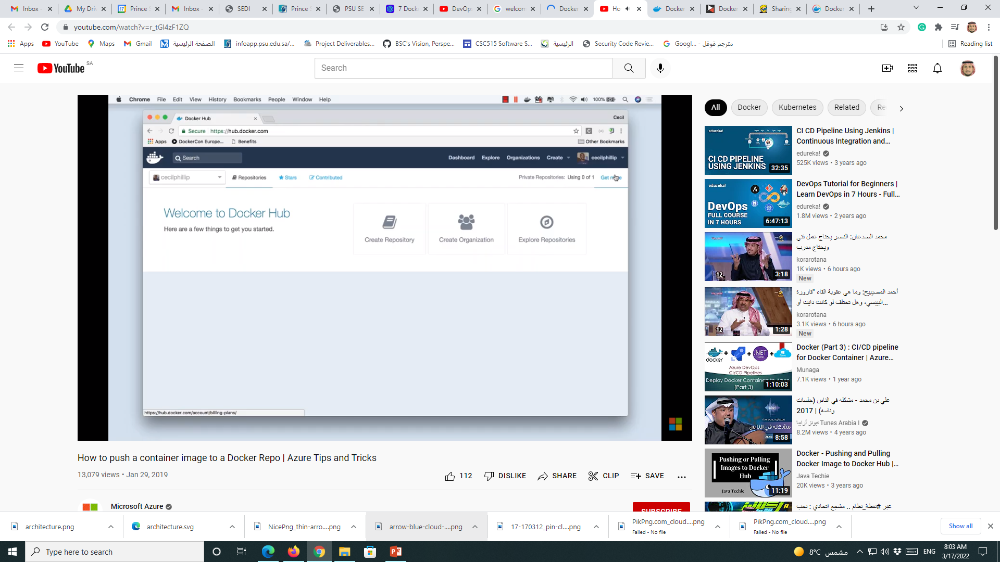 Inbox -
My Driv
Prince S
Inbox -
SEDI
Prince S
PSU SE
7 Dock
DevOp
welcom
Docker
Ho
Docker
Docker
Sharing
Docker
youtube.com/watch?v=r_tGl4zF1ZQ
Apps
YouTube
Maps
Gmail
الصفحة الرئيسية
infoapp.psu.edu.sa/...
Project Deliverables...
BSC's Vision, Perspe...
CSC515 Software S...
الرئيسية
Security Code Revie...
مترجم قوقل - Googl...
Reading list
YouTube SA
Search
Chrome File Edit View History Bookmarks People Window Help
100%
Docker Hub
Cecil
Secure https://hub.docker.com
Apps DockerCon Europe... Benefits
Other Bookmarks
Search
Dashboard Explore Organizations Create cecilphillip
cecilphillip
Repositories Stars Contributed
Private Repositories: Using 0 of 1
Welcome to Docker Hub
Here are a few things to get you started.
Create Repository
Create Organization
Explore Repositories
https://hub.docker.com/account/billing-plans/
How to push a container image to a Docker Repo | Azure Tips and Tricks
13,079 views • Jan 29, 2019
112 DISLIKE SHARE CLIP SAVE
Microsoft Azure
SUBSCRIBE
All Docker Kubernetes Related Re
edureka!
CI CD PIPELINE
USING JENKINS
32:35
CI CD Pipeline Using Jenkins |
Continuous Integration and...
edureka!
525K views • 3 years ago
edureka!
DevOps
FULL COURSE
IN 7 HOURS
6:47:13
DevOps Tutorial for Beginners |
Learn DevOps in 7 Hours - Full...
edureka!
1.8M views • 2 years ago
12
3:18
محمد الصدعان: النصر يحتاج عمل فني
ويحتاج مدرب
korarotana
1K views • 6 hours ago
New
12
1:28
أحمد المصيبيح: وما هي عقوبة القاء "قارورة
البيبسي، وهل تختلف لو كانت دايت أو...
korarotana
3.1K views • 6 hours ago
New
docker
.NET
Core
Azure
Azure DevOps
CI/CD Pipelines
Deploy Docker Containers to Azure
(Part 3)
1:10:03
Docker (Part 3) : CI/CD pipeline
for Docker Container | Azure...
Munaga
7.1K views • 1 year ago
مشكله في الناس
8:58
علي بن محمد - مشكله في الناس (جلسات
وناسه) | 2017
تيونز أرابيا Tunes Arabia I
8.2M views • 4 years ago
Pushing or Pulling
Images to Docker
Hub
Java Techie
11:19
Docker - Pushing and Pulling
Docker Image to Docker Hub |...
Java Techie
20K views • 3 years ago
عبر #نقطة_نظام .. مشجع اتحادي : نحب
architecture.png
architecture.svg
NicePng_thin-arro....png
arrow-blue-cloud-....png
17-170312_pin-cl....png
PikPng.com_cloud....png
Failed - No file
PikPng.com_cloud....png
Failed - No file
Show all
Type here to search
8°C مشمس
ENG
8:03 AM
3/17/2022